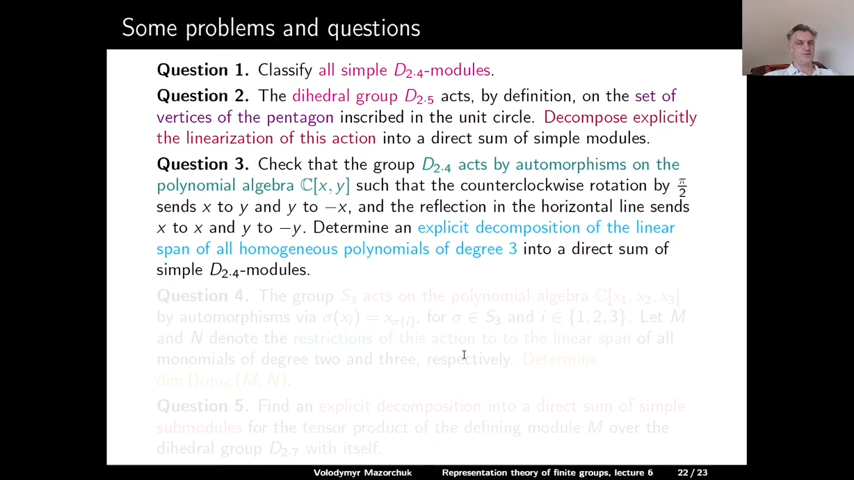 Some problems and questions
Question 1. Classify all simple D₂.₄-modules.
Question 2. The dihedral group D₂.₅ acts, by definition, on the set of
vertices of the pentagon inscribed in the unit circle. Decompose explicitly
the linearization of this action into a direct sum of simple modules.
Question 3. Check that the group D₂.₄ acts by automorphisms on the
polynomial algebra ℂ[x, y] such that the counterclockwise rotation by π/2
sends x to y and y to −x, and the reflection in the horizontal line sends
x to x and y to −y. Determine an explicit decomposition of the linear
span of all homogeneous polynomials of degree 3 into a direct sum of
simple D₂.₄-modules.
Question 4. The group S₃ acts on the polynomial algebra ℂ[x₁, x₂, x₃]
by automorphisms via σ(xᵢ) = x_σ(i), for σ ∈ S₃ and i ∈ {1, 2, 3}. Let M
and N denote the restrictions of this action to to the linear span of all
monomials of degree two and three, respectively. Determine
dim Hom_G(M, N).
Question 5. Find an explicit decomposition into a direct sum of simple
submodules for the tensor product of the defining module M over the
dihedral group D₂.₇ with itself.
Volodymyr Mazorchuk Representation theory of finite groups, lecture 6 22 / 23